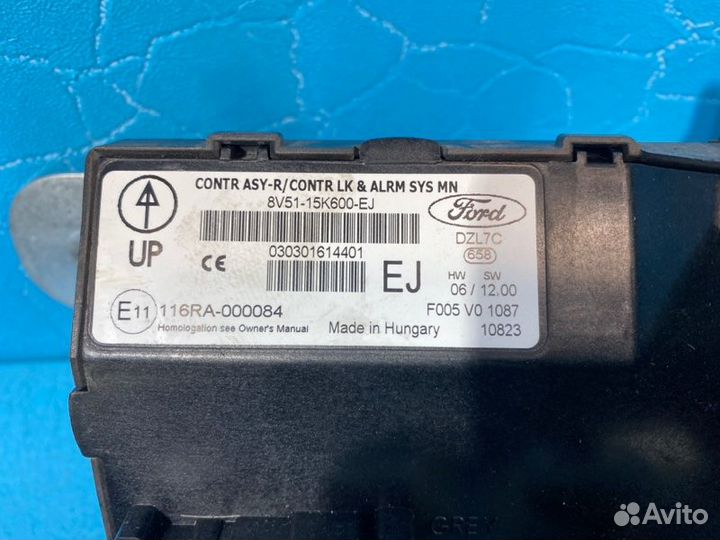 CONTR ASY-R/CONTR LK & ALRM SYS MN
8V51-15K600-EJ
Ford
UP
CE
030301614401
EJ
DZL7C
658
HW SW
06 / 12.00
E11 116RA-000084
Homologation see Owner's Manual
Made in Hungary
F005 V0 1087
10823
GREY
Avito